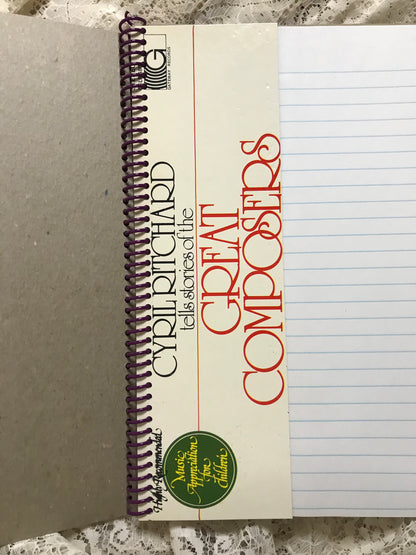 GATEWAY RECORDS
CYRIL RITCHARD
tells stories of the
GREAT
COMPOSERS
Highly Recommended
Music
Appreciation
for
Children